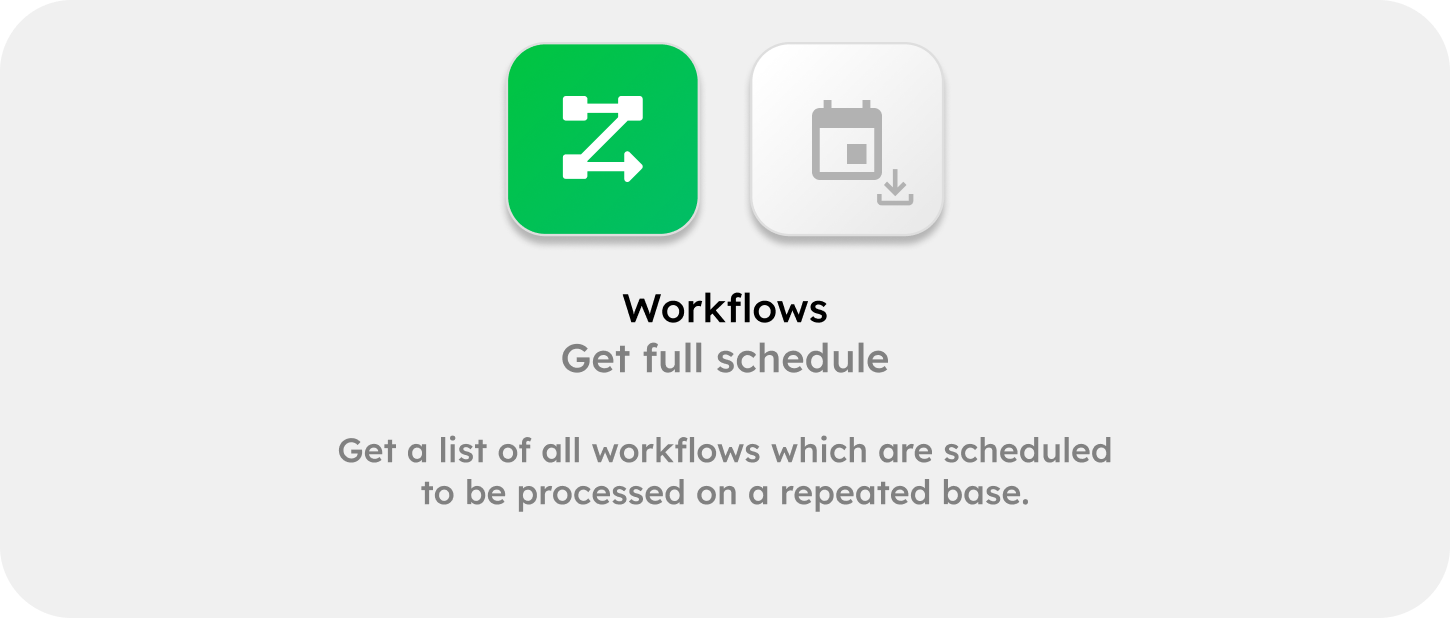 Workflows
Get full schedule
Get a list of all workflows which are scheduled
to be processed on a repeated base.